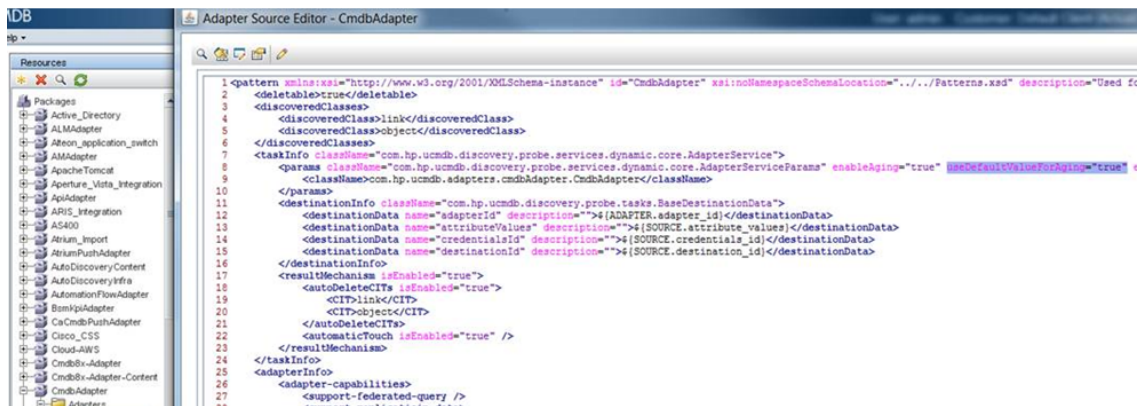 DB
elp
Resources
Packages
Active_Directory
ALMAdapter
Alteon_application_switch
AMAdapter
ApacheTomcat
Aperture_Vista_Integration
ApiAdapter
ARIS_Integration
AS400
Atrium_Import
AtriumPushAdapter
AutoDiscoveryContent
AutoDiscoveryInfra
AutomationFlowAdapter
BsmKpiAdapter
CaCmdbPushAdapter
Cisco_CSS
Cloud-AWS
Cmdb8x-Adapter
Cmdb8x-Adapter-Content
CmdbAdapter
Adapters
Adapter Source Editor - CmdbAdapter
1 <pattern xmlns:xsi="http://www.w3.org/2001/XMLSchema-instance" id="CmdbAdapter" xsi:noNamespaceSchemaLocation="../../Patterns.xsd" description="Used fo
2 <deletable>true</deletable>
3 <discoveredClasses>
4 <discoveredClass>link</discoveredClass>
5 <discoveredClass>object</discoveredClass>
6 </discoveredClasses>
7 <taskInfo className="com.hp.ucmdb.discovery.probe.services.dynamic.core.AdapterService">
8 <params className="com.hp.ucmdb.discovery.probe.services.dynamic.core.AdapterServiceParams" enableAging="true" useDefaultValueForAging="true" e
9 <className>com.hp.ucmdb.adapters.cmdbAdapter.CmdbAdapter</className>
10 </params>
11 <destinationInfo className="com.hp.ucmdb.discovery.probe.tasks.BaseDestinationData">
12 <destinationData name="adapterId" description="">${ADAPTER.adapter_id}</destinationData>
13 <destinationData name="attributeValues" description="">${SOURCE.attribute_values}</destinationData>
14 <destinationData name="credentialsId" description="">${SOURCE.credentials_id}</destinationData>
15 <destinationData name="destinationId" description="">${SOURCE.destination_id}</destinationData>
16 </destinationInfo>
17 <resultMechanism isEnabled="true">
18 <autoDeleteCITs isEnabled="true">
19 <CIT>link</CIT>
20 <CIT>object</CIT>
21 </autoDeleteCITs>
22 <automaticTouch isEnabled="true" />
23 </resultMechanism>
24 </taskInfo>
25 <adapterInfo>
26 <adapter-capabilities>
27 <support-federated-query />